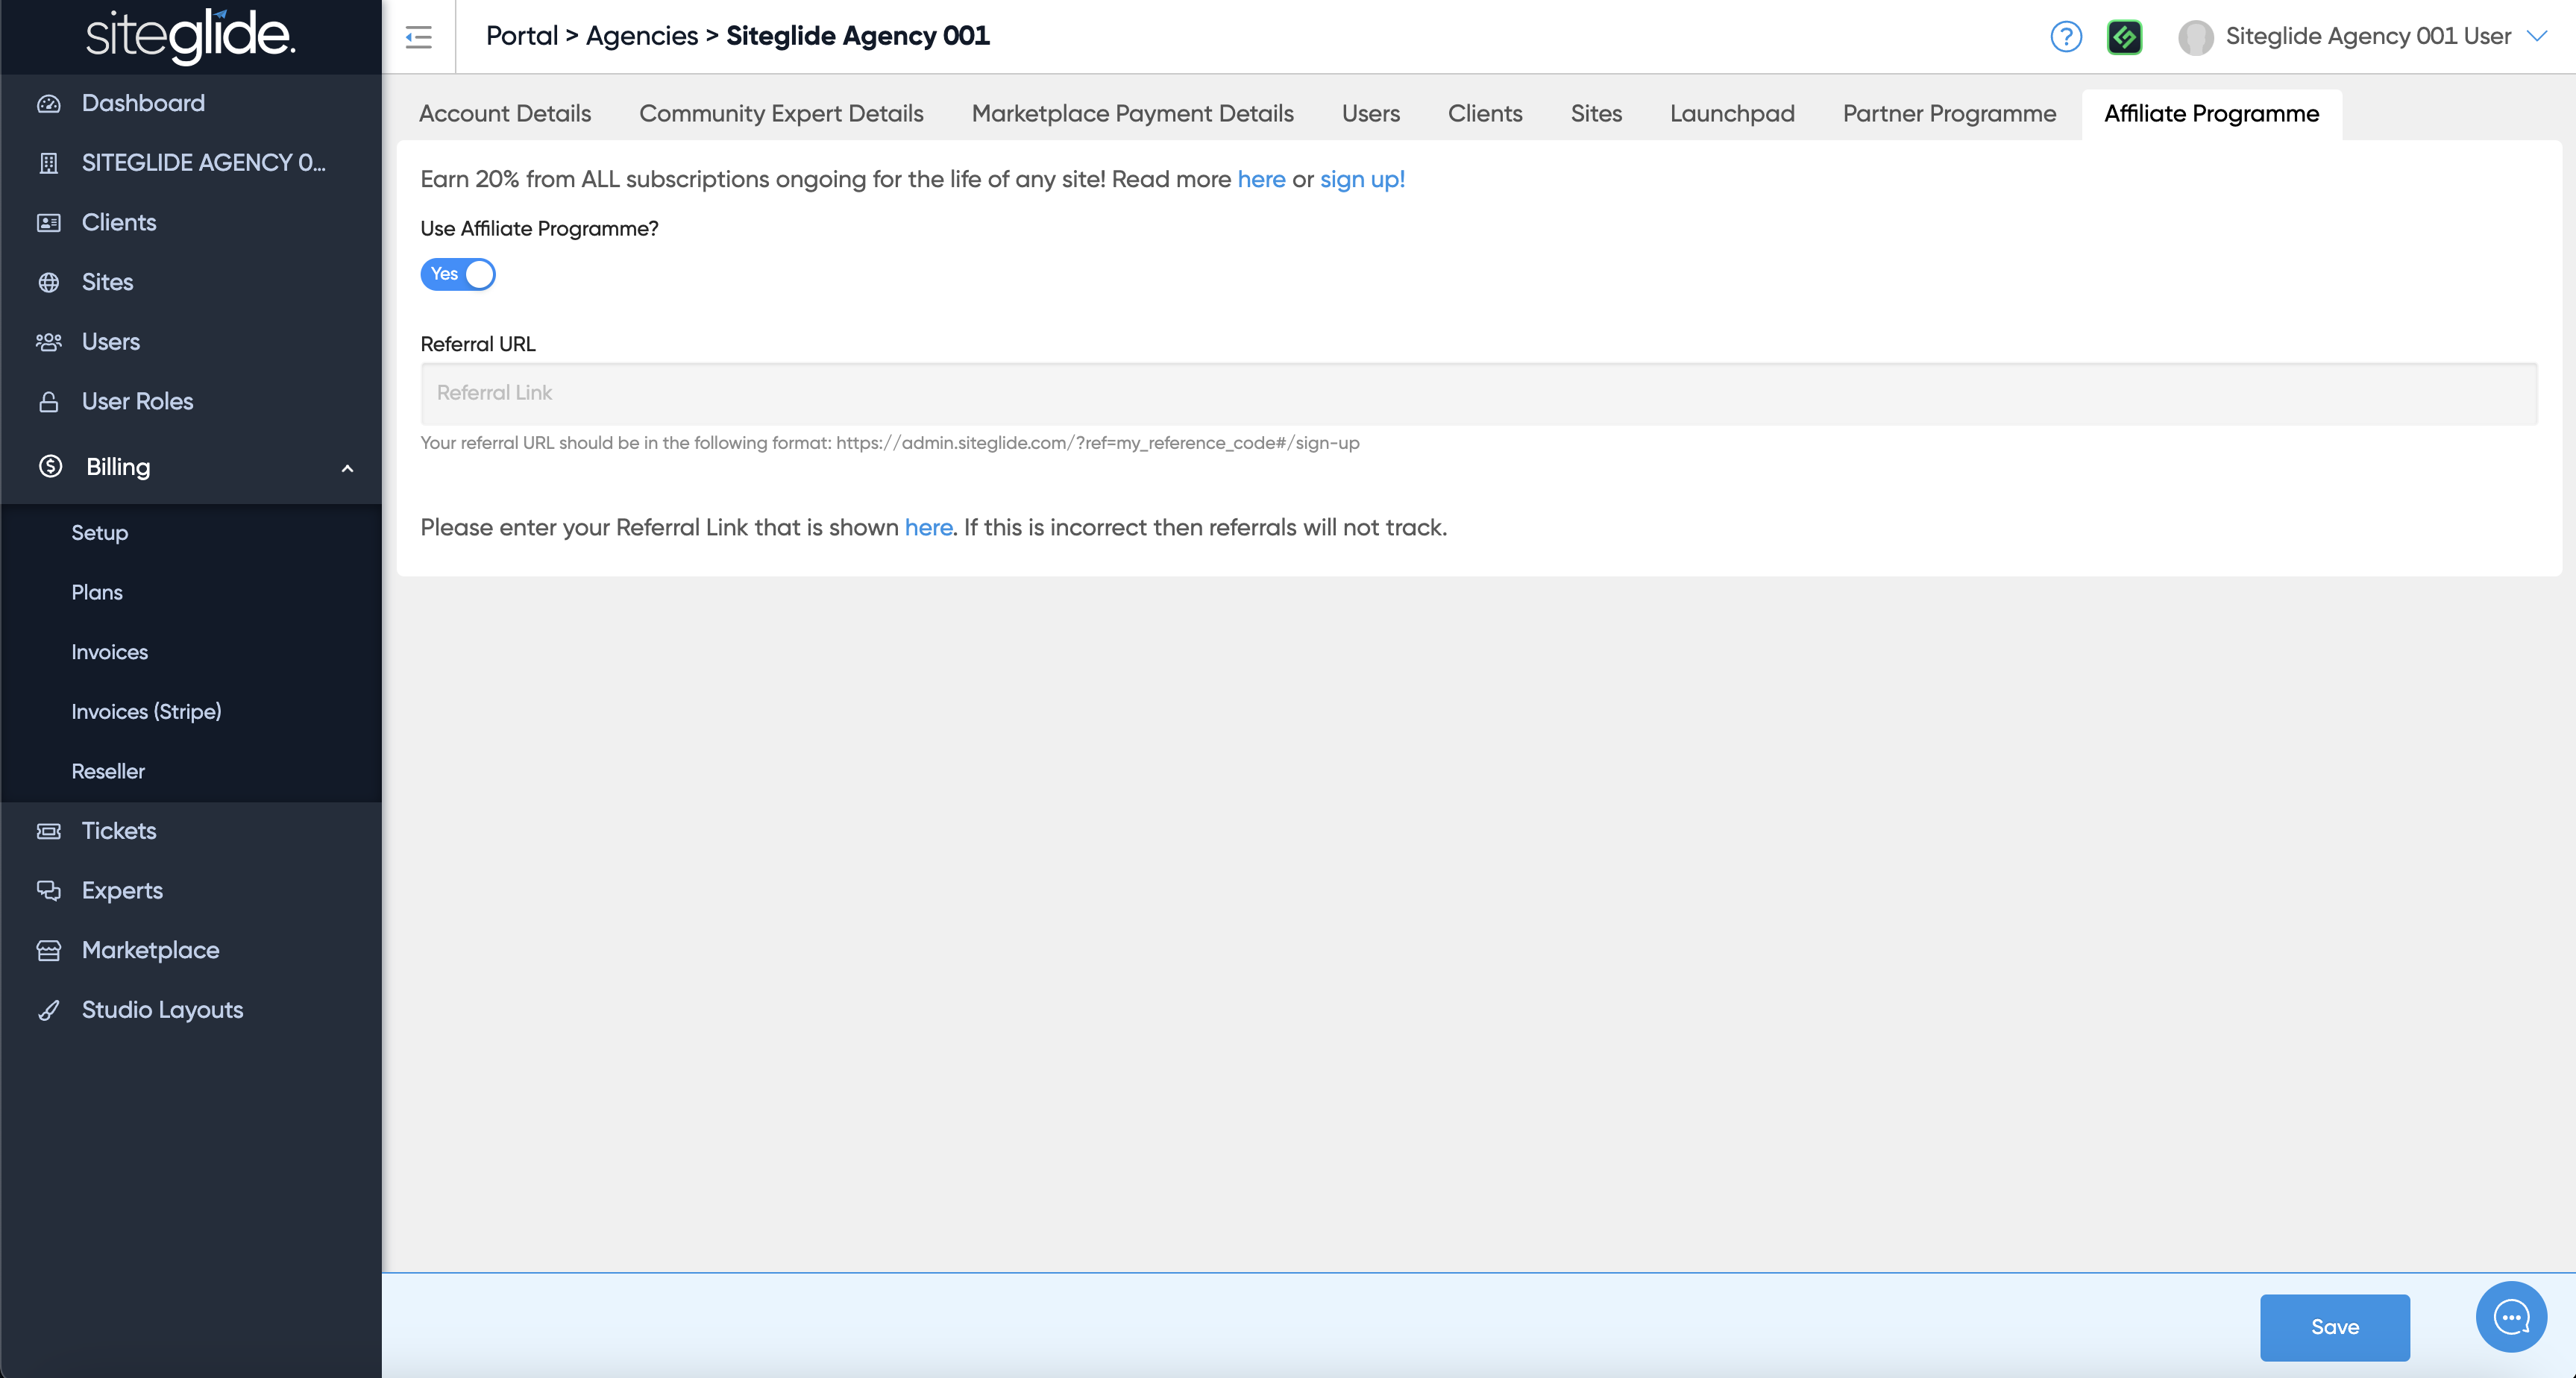 siteglide.
Portal > Agencies > Siteglide Agency 001
?
Siteglide Agency 001 User
Dashboard
SITEGLIDE AGENCY 0...
Clients
Sites
Users
User Roles
Billing
Setup
Plans
Invoices
Invoices (Stripe)
Reseller
Tickets
Experts
Marketplace
Studio Layouts
Account Details
Community Expert Details
Marketplace Payment Details
Users
Clients
Sites
Launchpad
Partner Programme
Affiliate Programme
Earn 20% from ALL subscriptions ongoing for the life of any site! Read more here or sign up!
Use Affiliate Programme?
Yes
Referral URL
Referral Link
Your referral URL should be in the following format: https://admin.siteglide.com/?ref=my_reference_code#/sign-up
Please enter your Referral Link that is shown here. If this is incorrect then referrals will not track.
Save